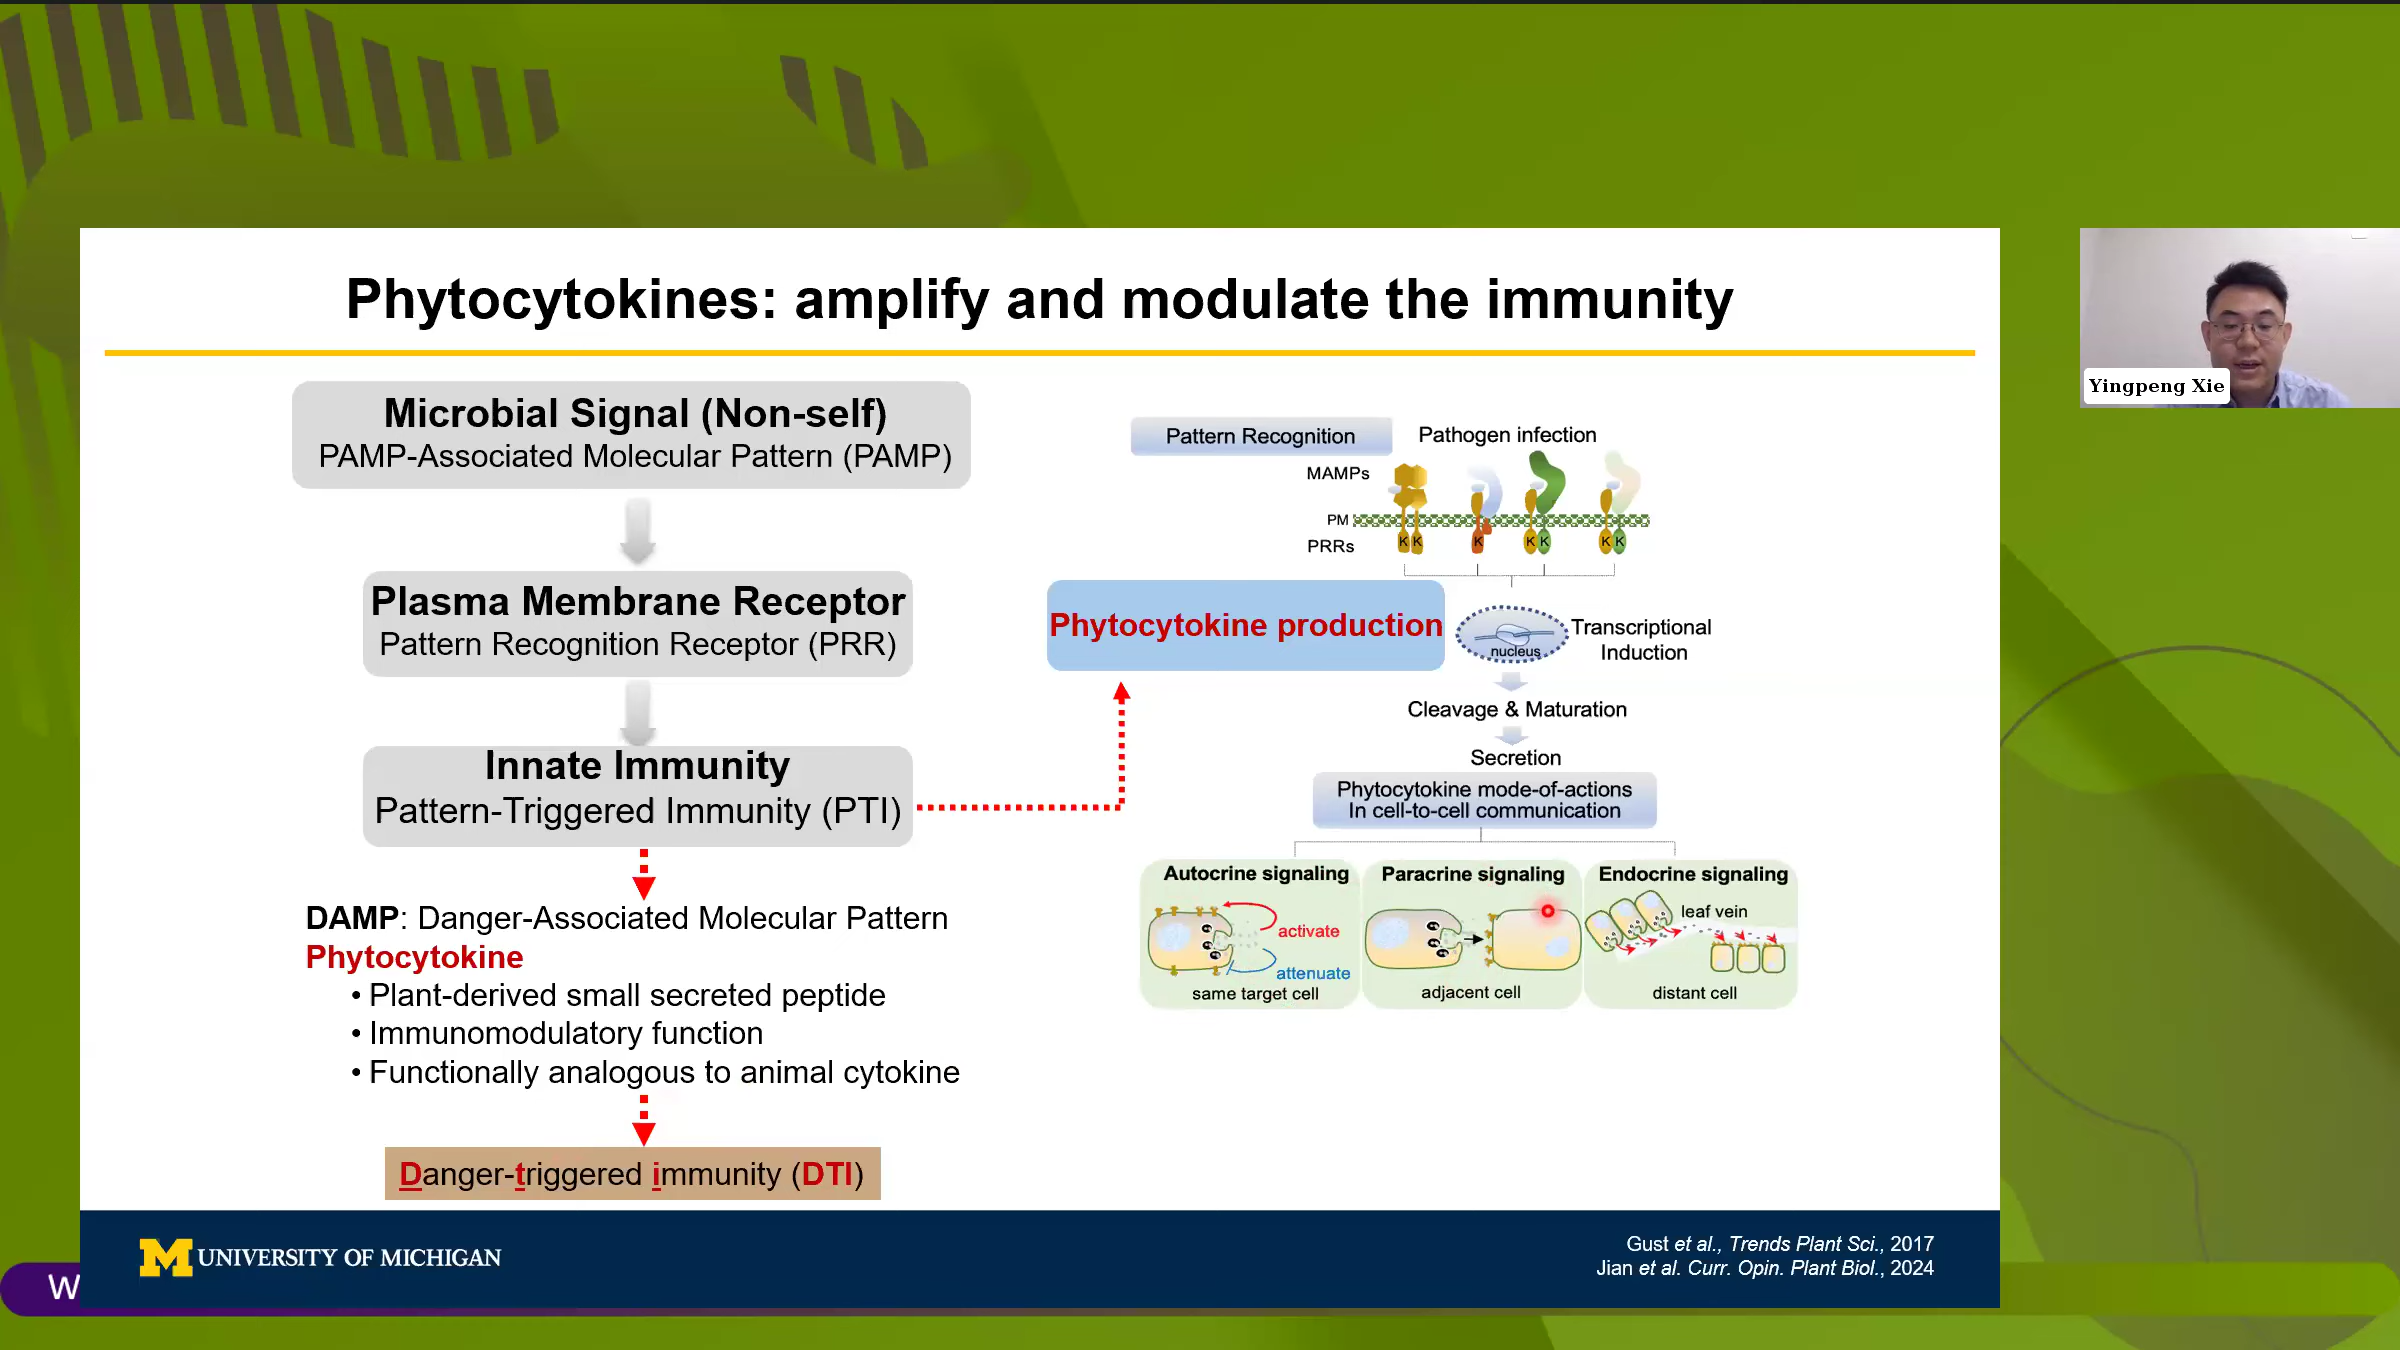 Phytocytokines: amplify and modulate the immunity
Microbial Signal (Non-self)
PAMP-Associated Molecular Pattern (PAMP)
Plasma Membrane Receptor
Pattern Recognition Receptor (PRR)
Innate Immunity
Pattern-Triggered Immunity (PTI)
DAMP: Danger-Associated Molecular Pattern
Phytocytokine
• Plant-derived small secreted peptide
• Immunomodulatory function
• Functionally analogous to animal cytokine
Danger-triggered immunity (DTI)
Pattern Recognition
Pathogen infection
MAMPs
PM
PRRs
K K K K K K K
Phytocytokine production
nucleus
Transcriptional
Induction
Cleavage & Maturation
Secretion
Phytocytokine mode-of-actions
In cell-to-cell communication
Autocrine signaling
activate
attenuate
same target cell
Paracrine signaling
adjacent cell
Endocrine signaling
leaf vein
distant cell
M UNIVERSITY OF MICHIGAN
Gust et al., Trends Plant Sci., 2017
Jian et al. Curr. Opin. Plant Biol., 2024
Yingpeng Xie
W